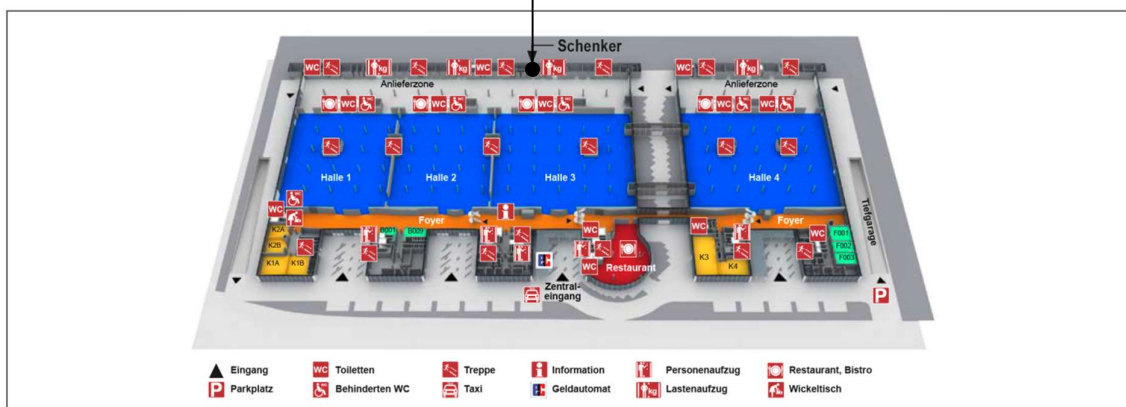 Schenker
WC kg kg WC kg WC kg
Anlieferzone Anlieferzone
WC WC WC WC WC
Halle 1 Halle 2 Halle 3 Halle 4
WC
Foyer Foyer
Tiefgarage
K2A B001 B009 WC WC WC F001
K2B F002
K1A K1B WC Restaurant K3 K4 F003
Zentral-
eingang
P
Eingang WC Toiletten Treppe Information Personenaufzug Restaurant, Bistro
P Parkplatz Behinderten WC Taxi Geldautomat kg Lastenaufzug Wickeltisch